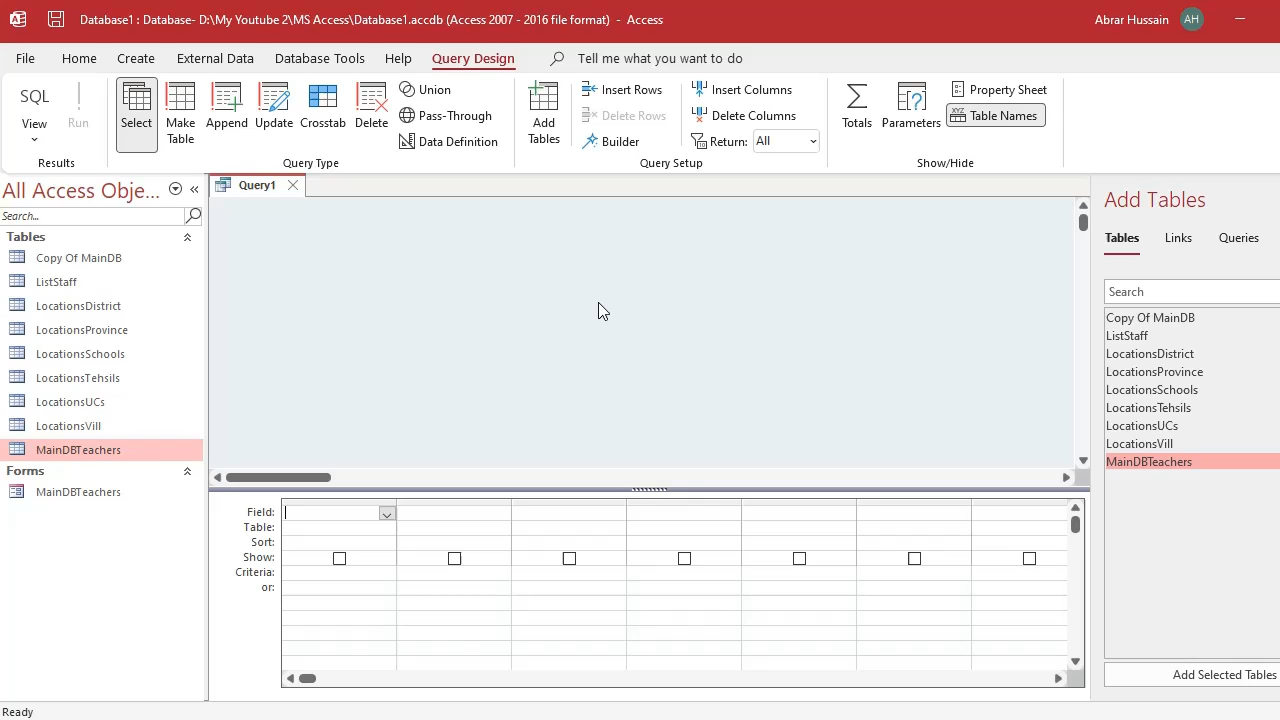 Database1 : Database- D:\My Youtube 2\MS Access\Database1.accdb (Access 2007 - 2016 file format) - Access
Abrar Hussain
AH
File
Home
Create
External Data
Database Tools
Help
Query Design
Tell me what you want to do
SQL
View
Run
Select
Make
Table
Append
Update
Crosstab
Delete
Union
Pass-Through
Data Definition
Add
Tables
Insert Rows
Delete Rows
Builder
Insert Columns
Delete Columns
Return:
All
Totals
Parameters
Property Sheet
XYZ
Table Names
Results
Query Type
Query Setup
Show/Hide
All Access Obje...
Search...
Tables
Copy Of MainDB
ListStaff
LocationsDistrict
LocationsProvince
LocationsSchools
LocationsTehsils
LocationsUCs
LocationsVill
MainDBTeachers
Forms
MainDBTeachers
Query1
Field:
Table:
Sort:
Show:
Criteria:
or:
Add Tables
Tables
Links
Queries
Search
Copy Of MainDB
ListStaff
LocationsDistrict
LocationsProvince
LocationsSchools
LocationsTehsils
LocationsUCs
LocationsVill
MainDBTeachers
Add Selected Tables
Ready